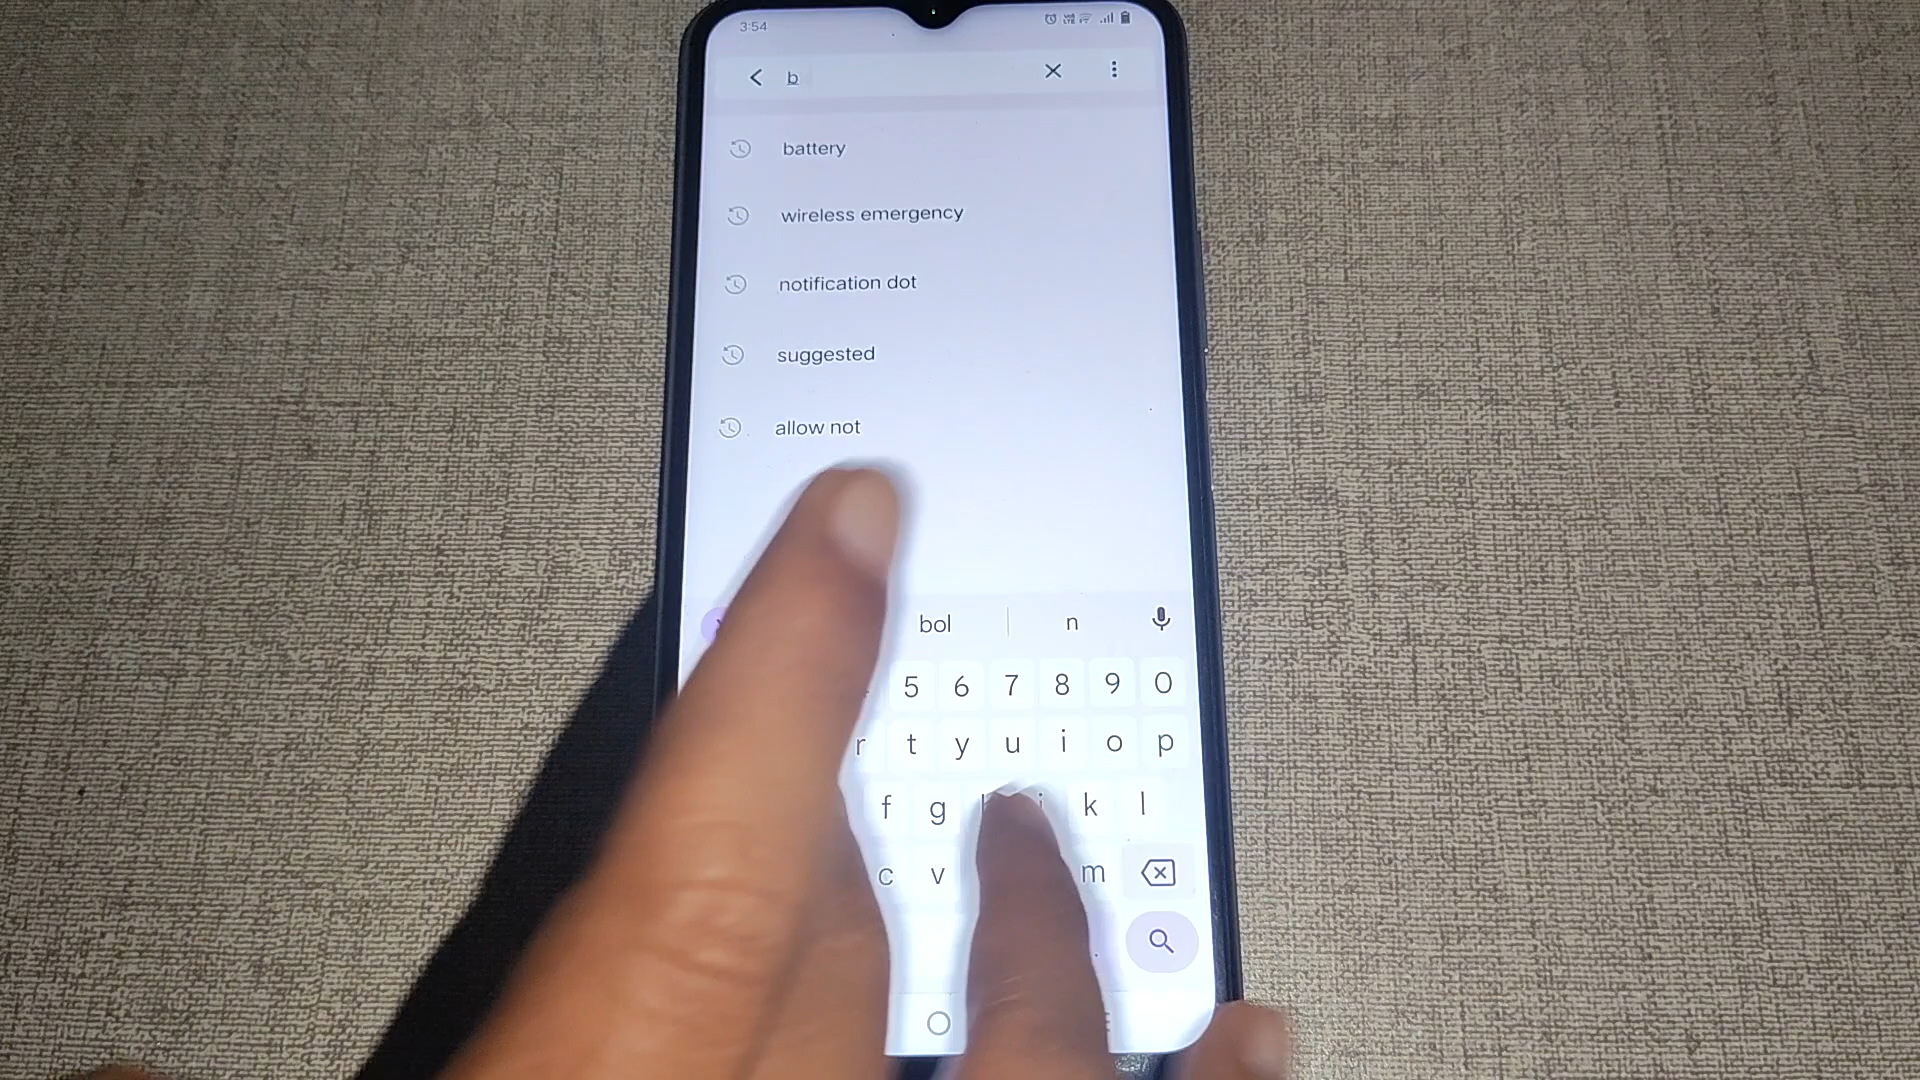 3:54
b
battery
wireless emergency
notification dot
suggested
allow not
bol n
5 6 7 8 9 0
r t y u i o p
f g k l
c v m